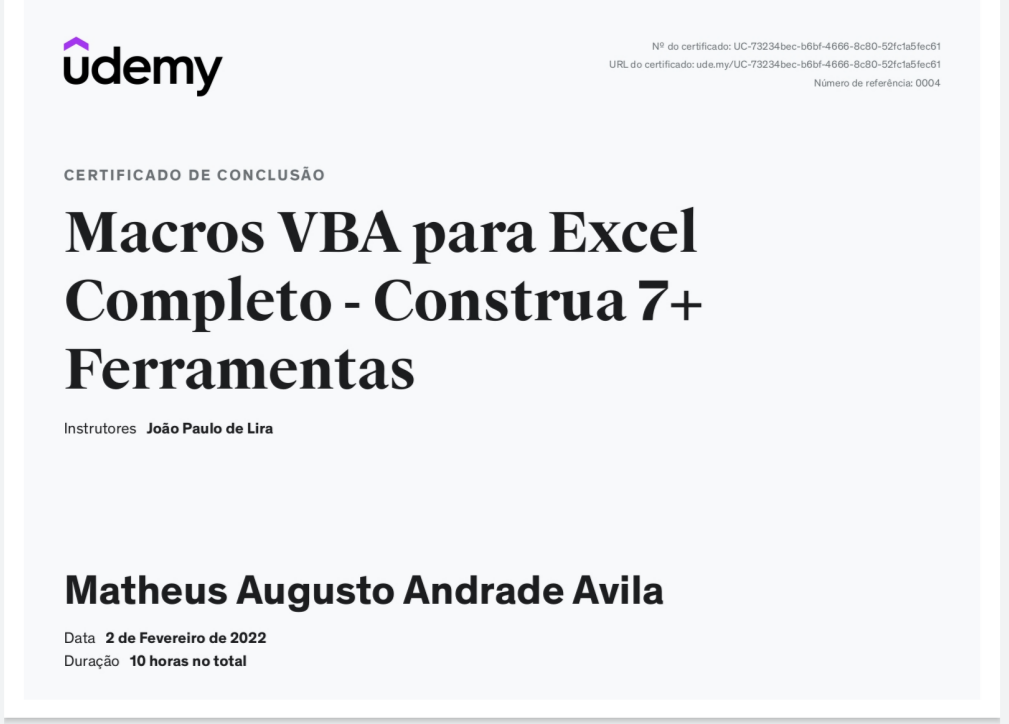 udemy
Nº do certificado: UC-73234bec-b6bf-4666-8c80-52fc1a5fec61
URL do certificado: ude.my/UC-73234bec-b6bf-4666-8c80-52fc1a5fec61
Número de referência: 0004
CERTIFICADO DE CONCLUSÃO
Macros VBA para Excel
Completo - Construa 7+
Ferramentas
Instrutores João Paulo de Lira
Matheus Augusto Andrade Avila
Data 2 de Fevereiro de 2022
Duração 10 horas no total